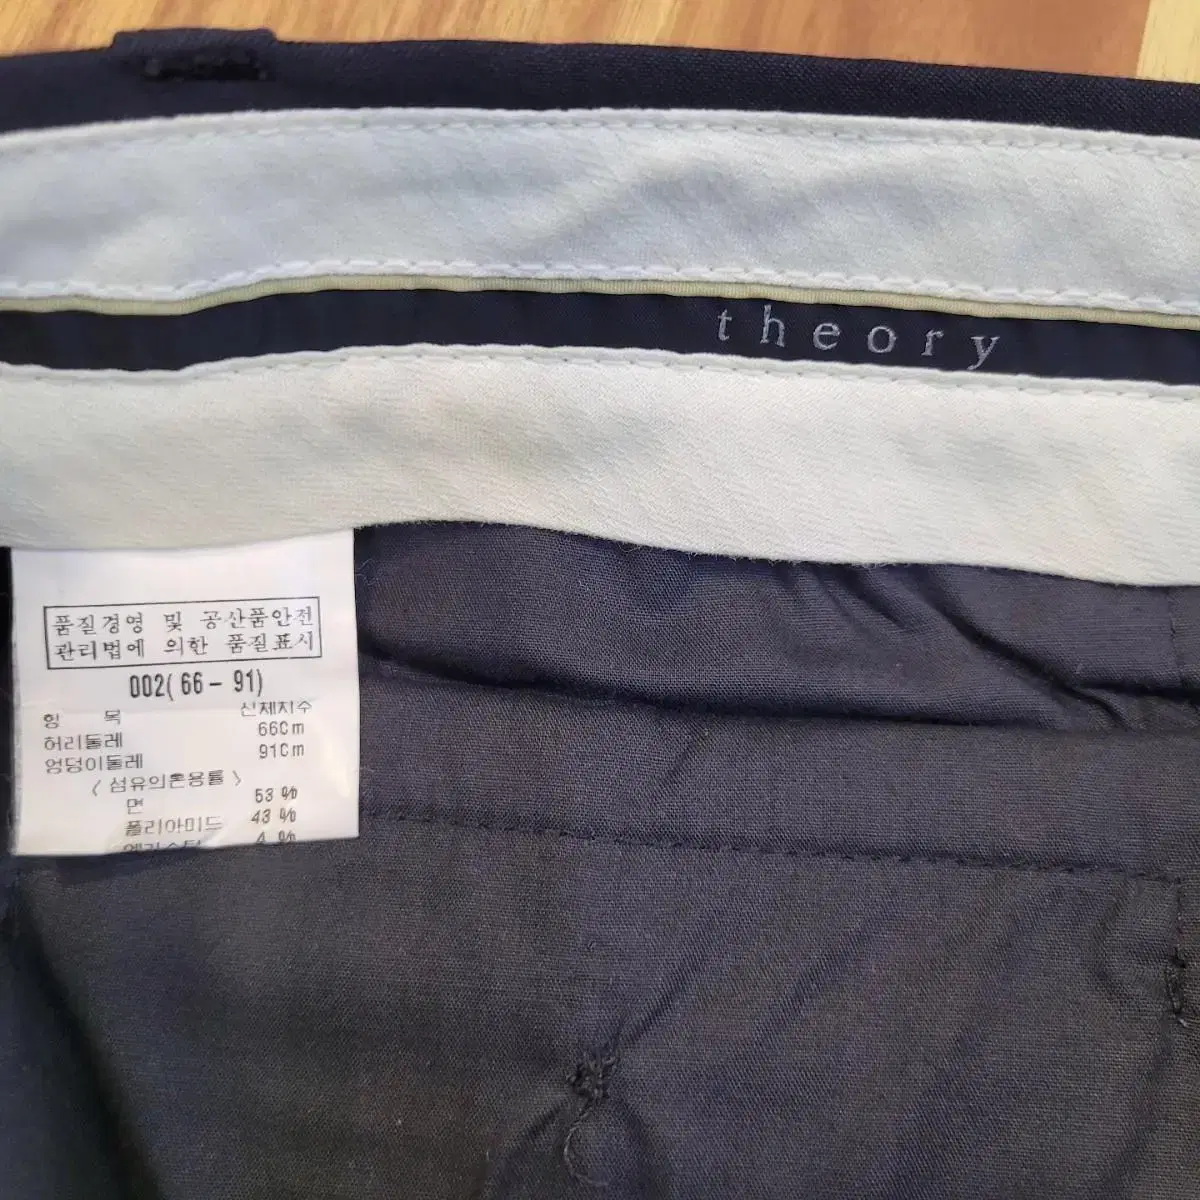 theory
품질경영 및 공산품안전
관리법에 의한 품질표시
002( 66 - 91)
항 목 신체치수
허리둘레 66Cm
엉덩이둘레 91Cm
< 섬유의혼용률 >
면 53 %
폴리아미드 43 %
4 %